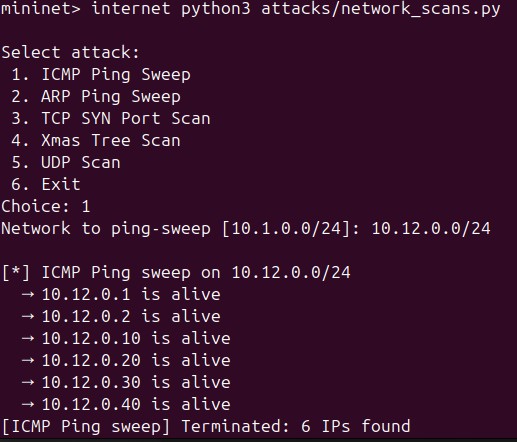 mininet> internet python3 attacks/network_scans.py
Select attack:
1. ICMP Ping Sweep
2. ARP Ping Sweep
3. TCP SYN Port Scan
4. Xmas Tree Scan
5. UDP Scan
6. Exit
Choice: 1
Network to ping-sweep [10.1.0.0/24]: 10.12.0.0/24
[*] ICMP Ping sweep on 10.12.0.0/24
→ 10.12.0.1 is alive
→ 10.12.0.2 is alive
→ 10.12.0.10 is alive
→ 10.12.0.20 is alive
→ 10.12.0.30 is alive
→ 10.12.0.40 is alive
[ICMP Ping sweep] Terminated: 6 IPs found